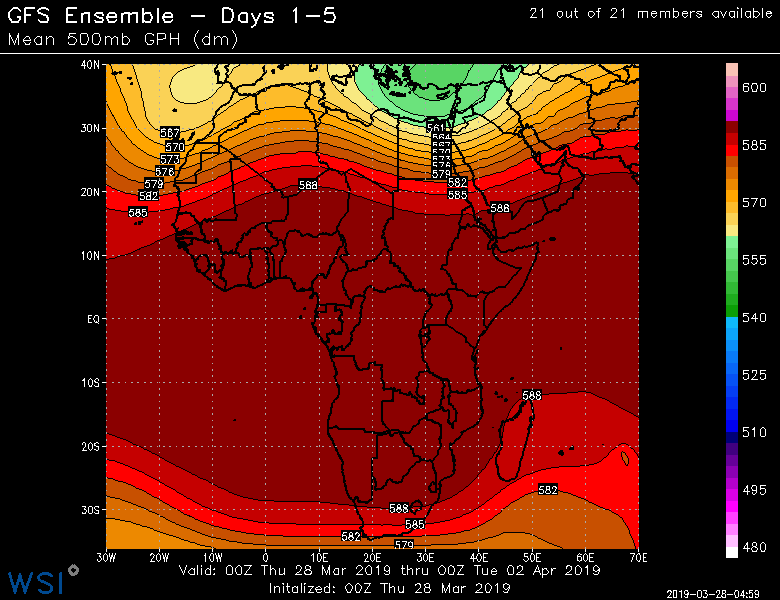 GFS Ensemble - Days 1-5
21 out of 21 members available
Mean 500mb GPH (dm)
40N
30N
20N
10N
EQ
10S
20S
30S
30W 20W 10W 0 10E 20E 30E 40E 50E 60E 70E
567
570
573
576
579
582
585
588
561
564
567
570
573
576
579
582
585
588
588
582
588
585
582
579
600
585
570
555
540
525
510
495
480
Valid: 00Z Thu 28 Mar 2019 thru 00Z Tue 02 Apr 2019
Initalized: 00Z Thu 28 Mar 2019
WSI
2019-03-28-04:59